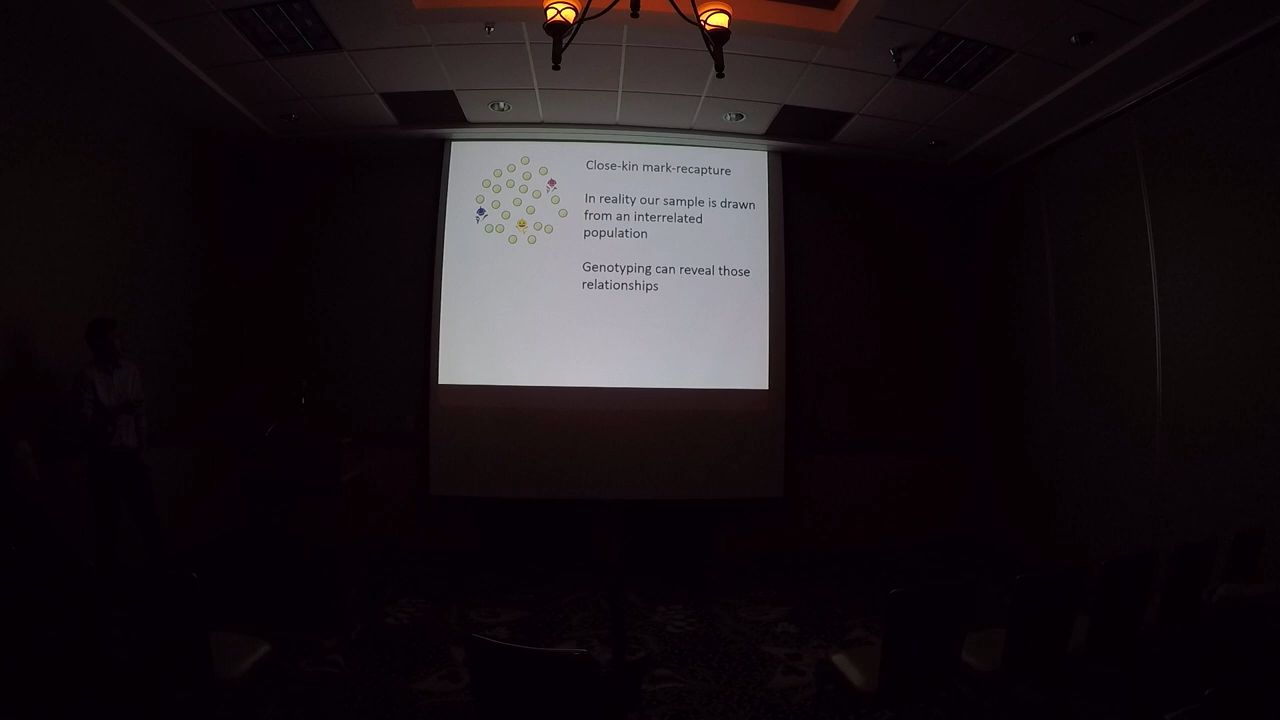 Close-kin mark-recapture
In reality our sample is drawn
from an interrelated
population
Genotyping can reveal those
relationships